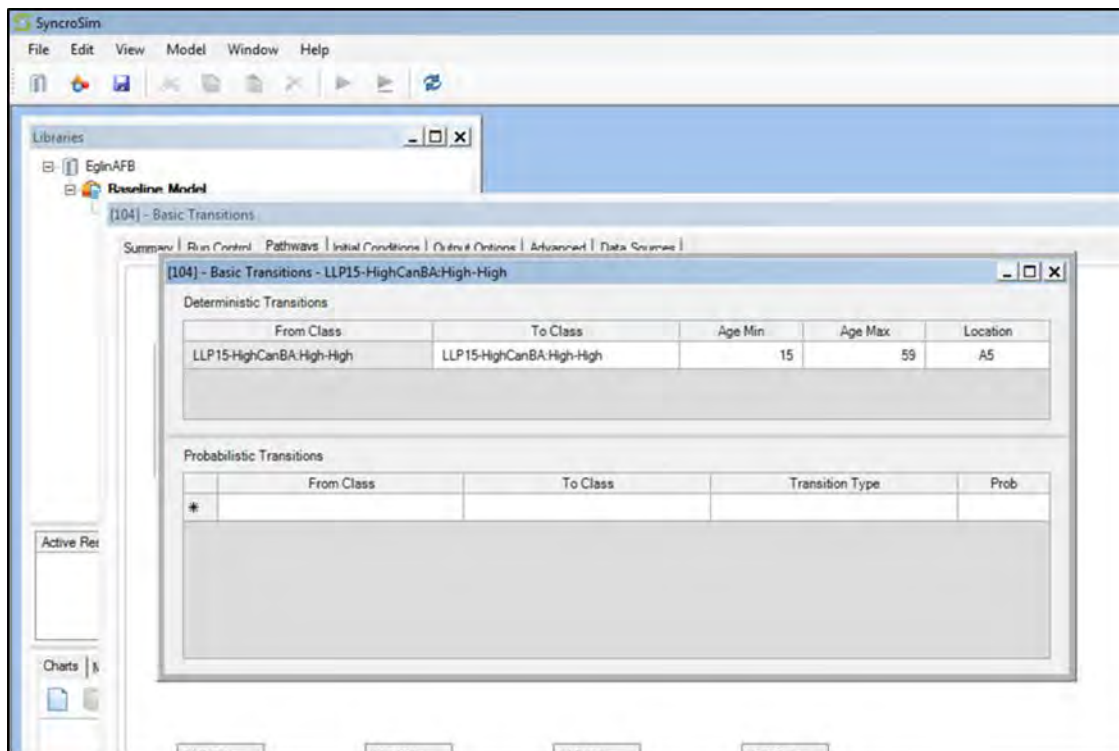 SyncroSim
File Edit View Model Window Help
Libraries
EglinAFB
Baseline Model
[104] - Basic Transitions
Summary Run Control Pathways Initial Conditions Output Options Advanced Data Sources
[104] - Basic Transitions - LLP15-HighCanBA:High-High
Deterministic Transitions
From Class To Class Age Min Age Max Location
LLP15-HighCanBA:High-High LLP15-HighCanBA:High-High 15 59 A5
Probabilistic Transitions
From Class To Class Transition Type Prob
*
Active Res
Charts